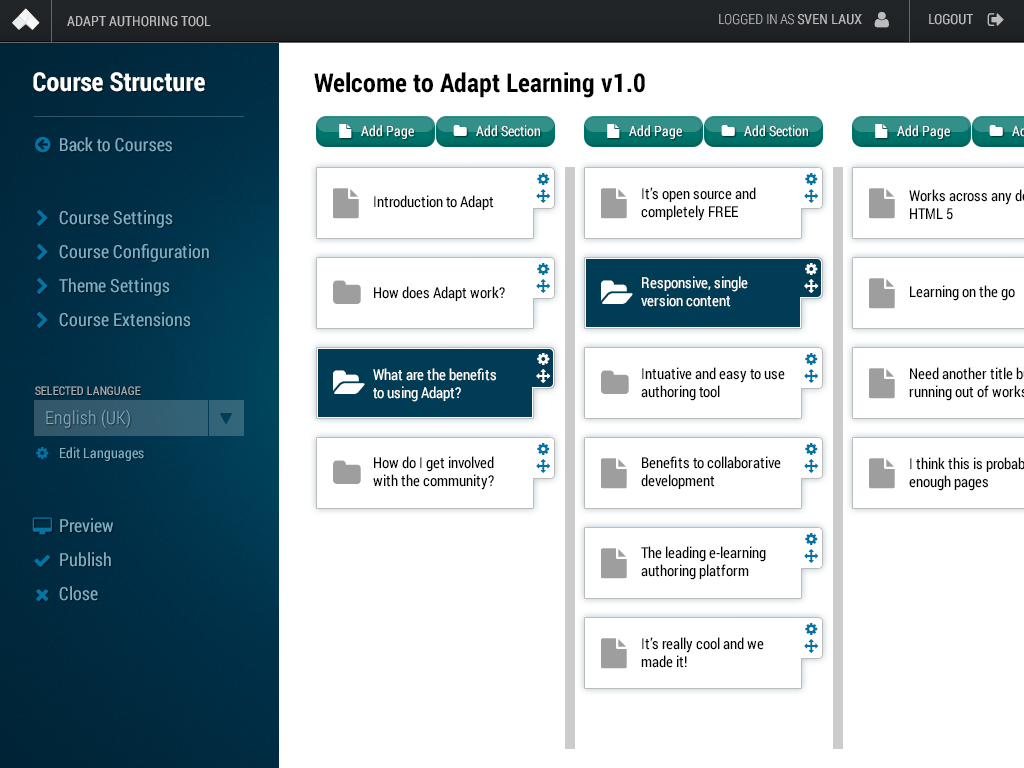 ADAPT AUTHORING TOOL
LOGGED IN AS SVEN LAUX
LOGOUT
Course Structure
Back to Courses
Course Settings
Course Configuration
Theme Settings
Course Extensions
SELECTED LANGUAGE
English (UK)
Edit Languages
Preview
Publish
Close
Welcome to Adapt Learning v1.0
Add Page
Add Section
Introduction to Adapt
How does Adapt work?
What are the benefits
to using Adapt?
How do I get involved
with the community?
Add Page
Add Section
It's open source and
completely FREE
Responsive, single
version content
Intuative and easy to use
authoring tool
Benefits to collaborative
development
The leading e-learning
authoring platform
It's really cool and we
made it!
Add Page
Works across any
HTML 5
Learning on the go
Need another title
running out of
I think this is
enough pages